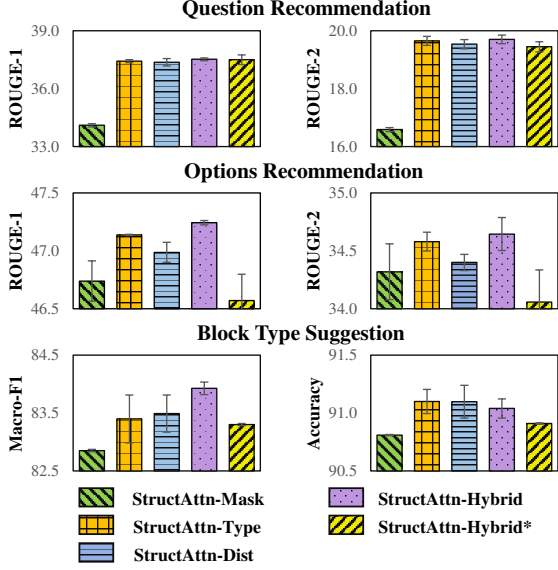 Question Recommendation
ROUGE-1
39.0
36.0
33.0
ROUGE-2
20.0
18.0
16.0
Options Recommendation
ROUGE-1
47.5
47.0
46.5
ROUGE-2
35.0
34.5
34.0
Block Type Suggestion
Macro-F1
84.5
83.5
82.5
Accuracy
91.5
91.0
90.5
StructAttn-Mask
StructAttn-Hybrid
StructAttn-Type
StructAttn-Hybrid*
StructAttn-Dist